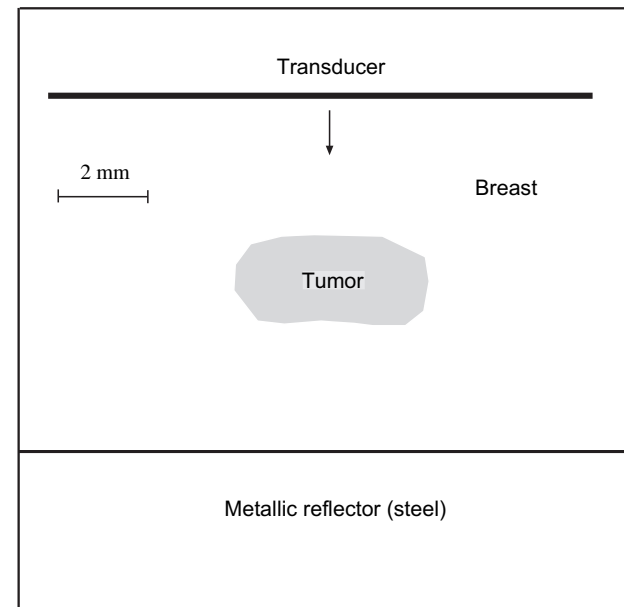 Transducer
2 mm
Breast
Tumor
Metallic reflector (steel)